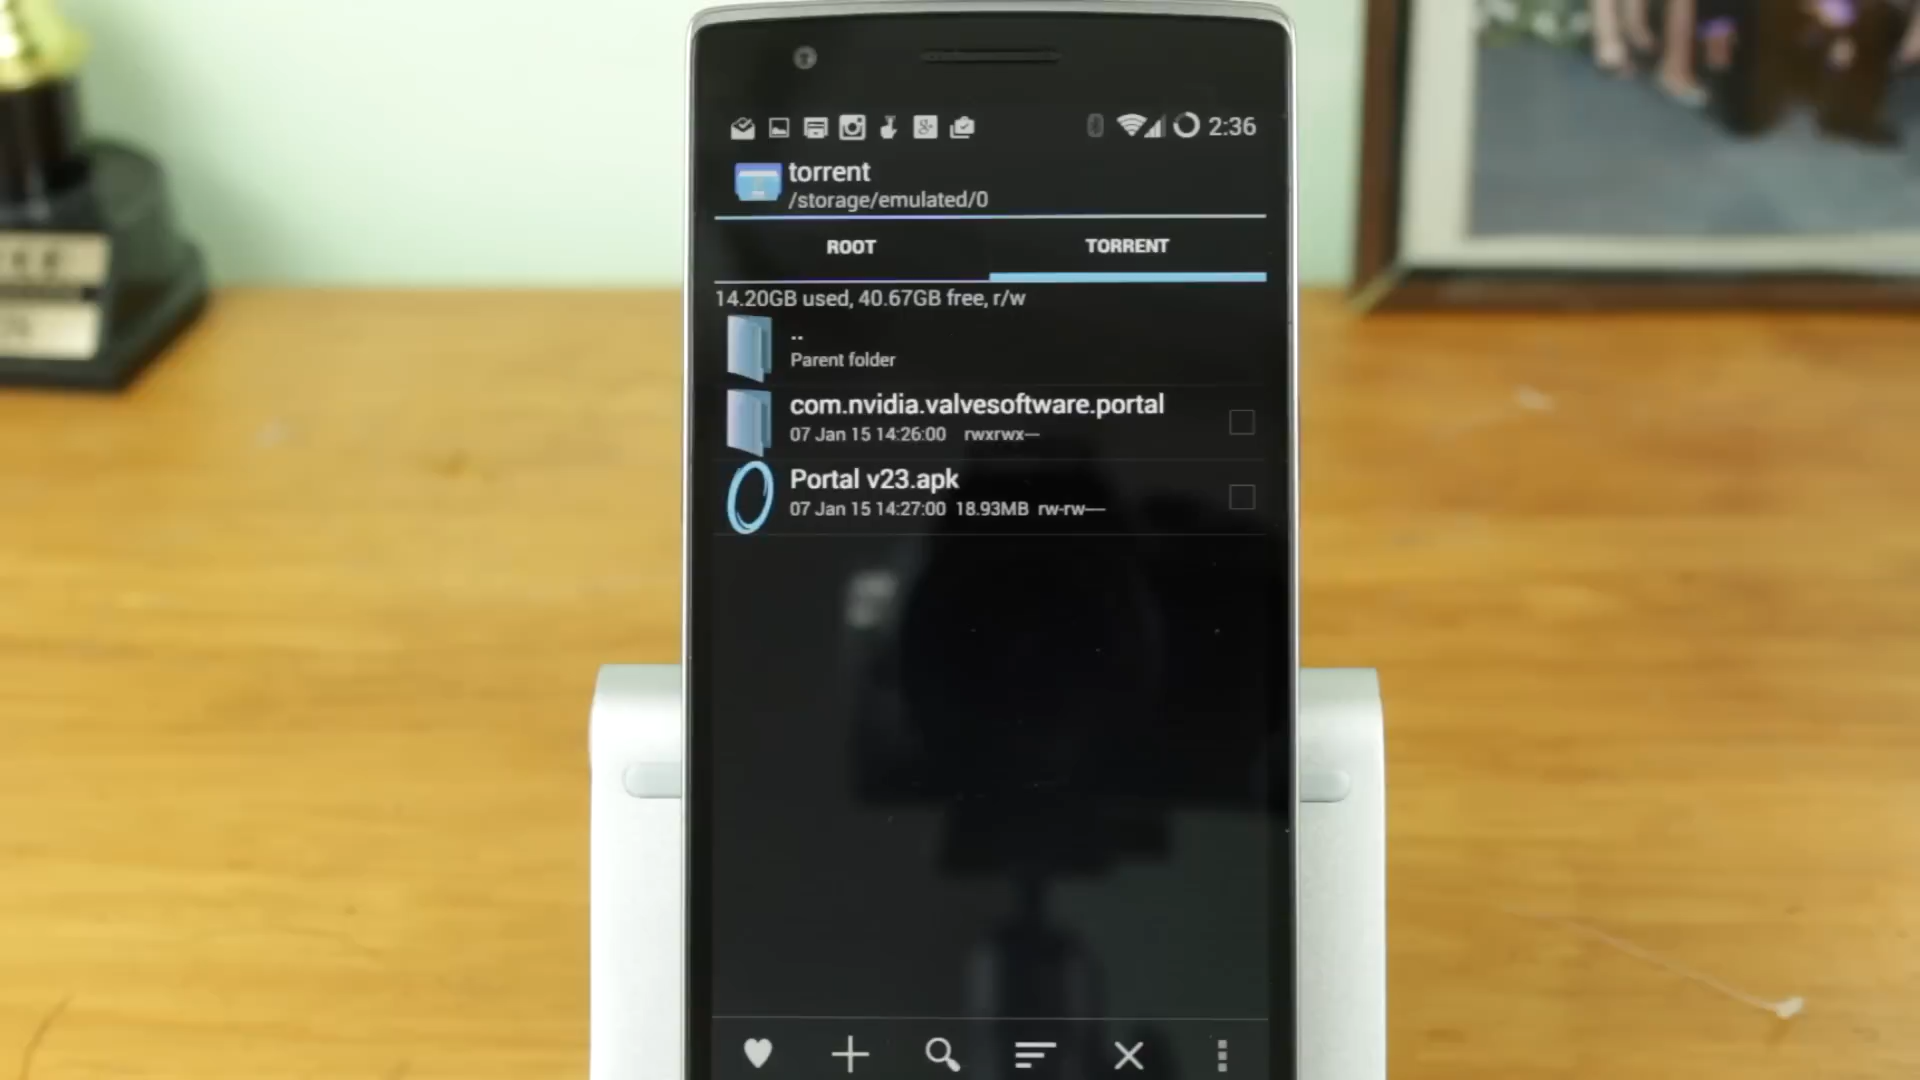 2:36
torrent
/storage/emulated/0
ROOT
TORRENT
14.20GB used, 40.67GB free, r/w
..
Parent folder
com.nvidia.valvesoftware.portal
07 Jan 15 14:26:00 rwxrwx---
Portal v23.apk
07 Jan 15 14:27:00 18.93MB rw-rw----